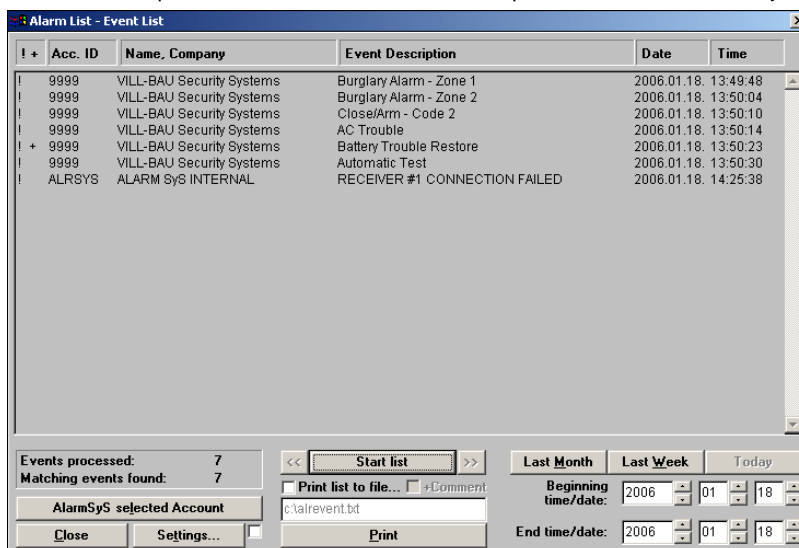 Alarm List - Event List
! + Acc. ID Name, Company Event Description Date Time
! 9999 VILL-BAU Security Systems Burglary Alarm - Zone 1 2006.01.18. 13:49:48
! 9999 VILL-BAU Security Systems Burglary Alarm - Zone 2 2006.01.18. 13:50:04
! 9999 VILL-BAU Security Systems Close/Arm - Code 2 2006.01.18. 13:50:10
! 9999 VILL-BAU Security Systems AC Trouble 2006.01.18. 13:50:14
! + 9999 VILL-BAU Security Systems Battery Trouble Restore 2006.01.18. 13:50:23
! 9999 VILL-BAU Security Systems Automatic Test 2006.01.18. 13:50:30
! ALRSYS ALARM SyS INTERNAL RECEIVER #1 CONNECTION FAILED 2006.01.18. 14:25:38
Events processed: 7
Matching events found: 7
AlarmSyS selected Account
Close Settings...
<< Start list >>
Print list to file... +Comment
c:\alrevent.txt
Print
Last Month Last Week Today
Beginning time/date: 2006 01 18
End time/date: 2006 01 18